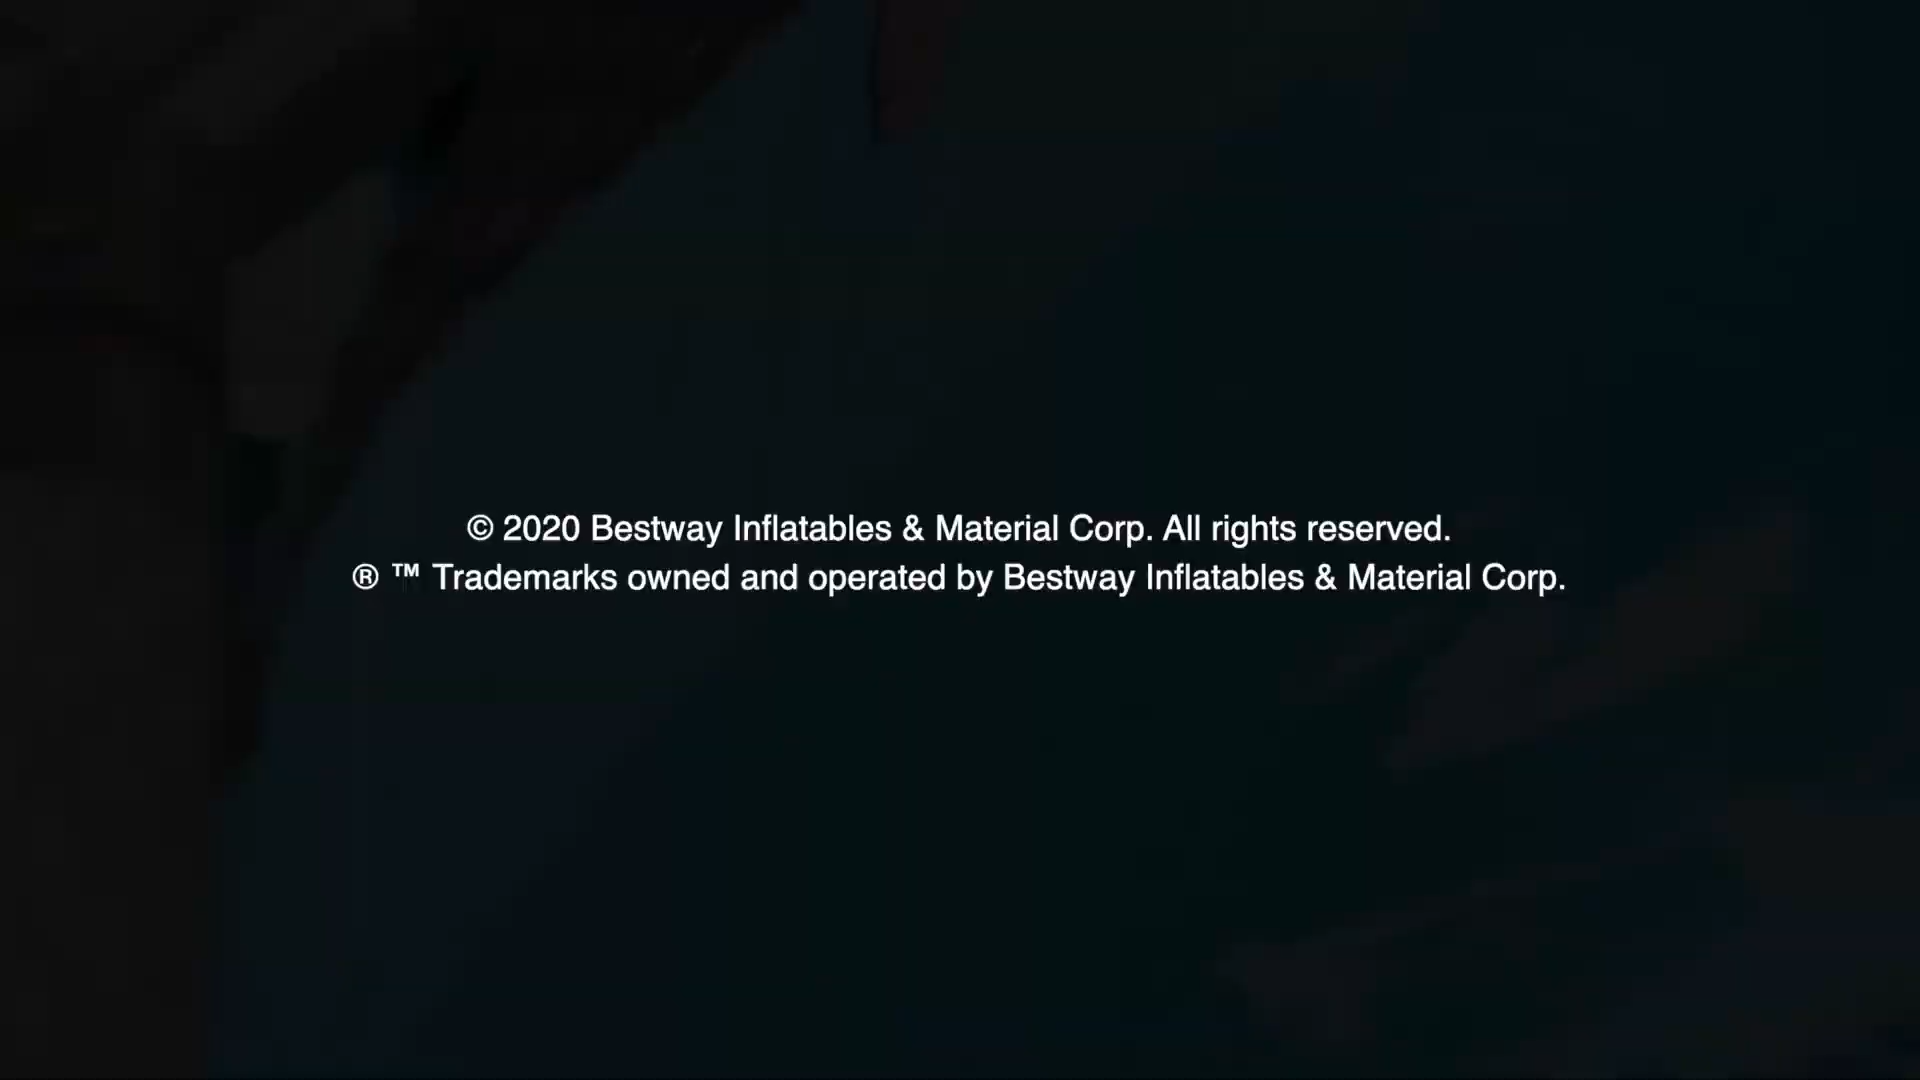 © 2020 Bestway Inflatables & Material Corp. All rights reserved.
® ™ Trademarks owned and operated by Bestway Inflatables & Material Corp.